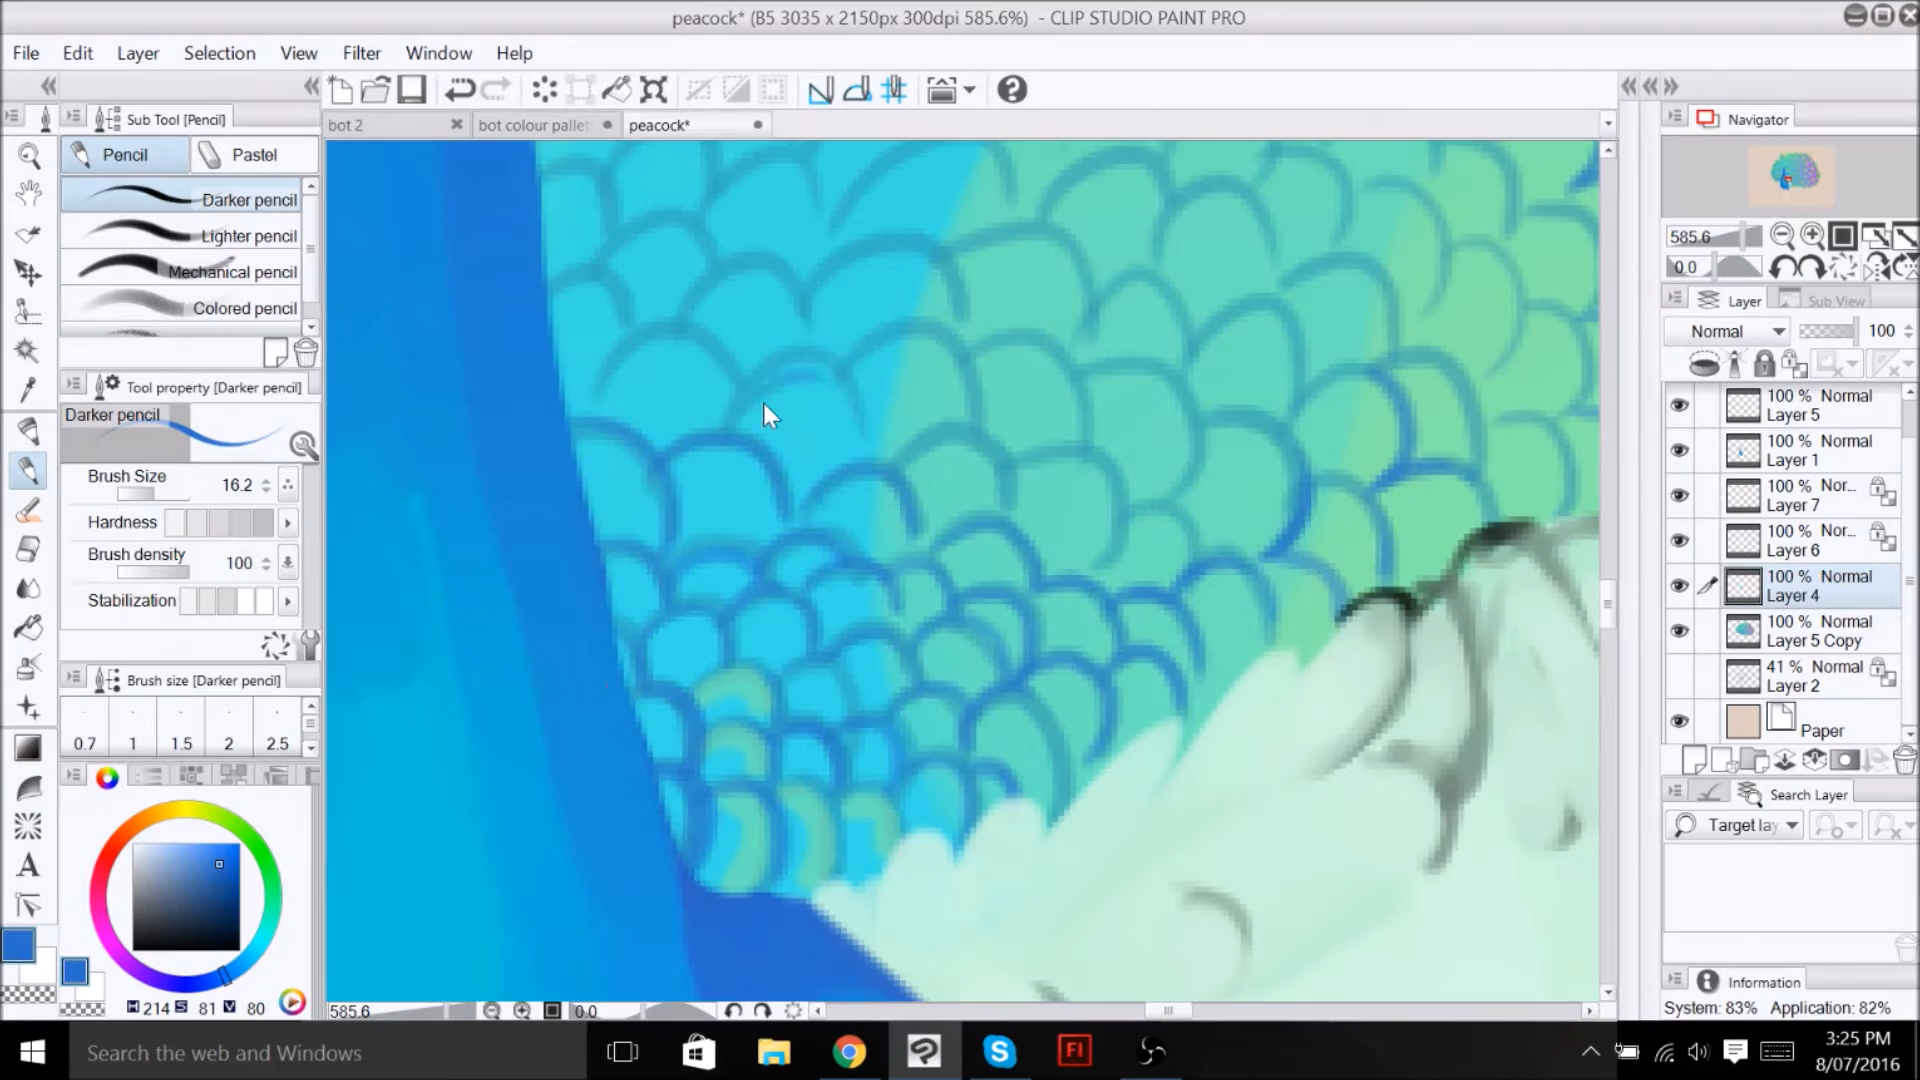 peacock* (B5 3035 x 2150px 300dpi 585.6%) - CLIP STUDIO PAINT PRO
File Edit Layer Selection View Filter Window Help
Sub Tool [Pencil]
Pencil Pastel
Darker pencil
Lighter pencil
Mechanical pencil
Colored pencil
Tool property [Darker pencil]
Darker pencil
Brush Size 16.2
Hardness
Brush density 100
Stabilization
Brush size [Darker pencil]
0.7 1 1.5 2 2.5
H 214 S 81 V 80
bot 2 bot colour pallet peacock*
585.6 0.0
Navigator
585.6
0.0
Layer Sub View
Normal 100
100 % Normal
Layer 5
100 % Normal
Layer 1
100 % Nor...
Layer 7
100 % Nor...
Layer 6
100 % Normal
Layer 4
100 % Normal
Layer 5 Copy
41 % Normal
Layer 2
Paper
Search Layer
Target lay
Information
System: 83% Application: 82%
Search the web and Windows
Fl
3:25 PM
8/07/2016